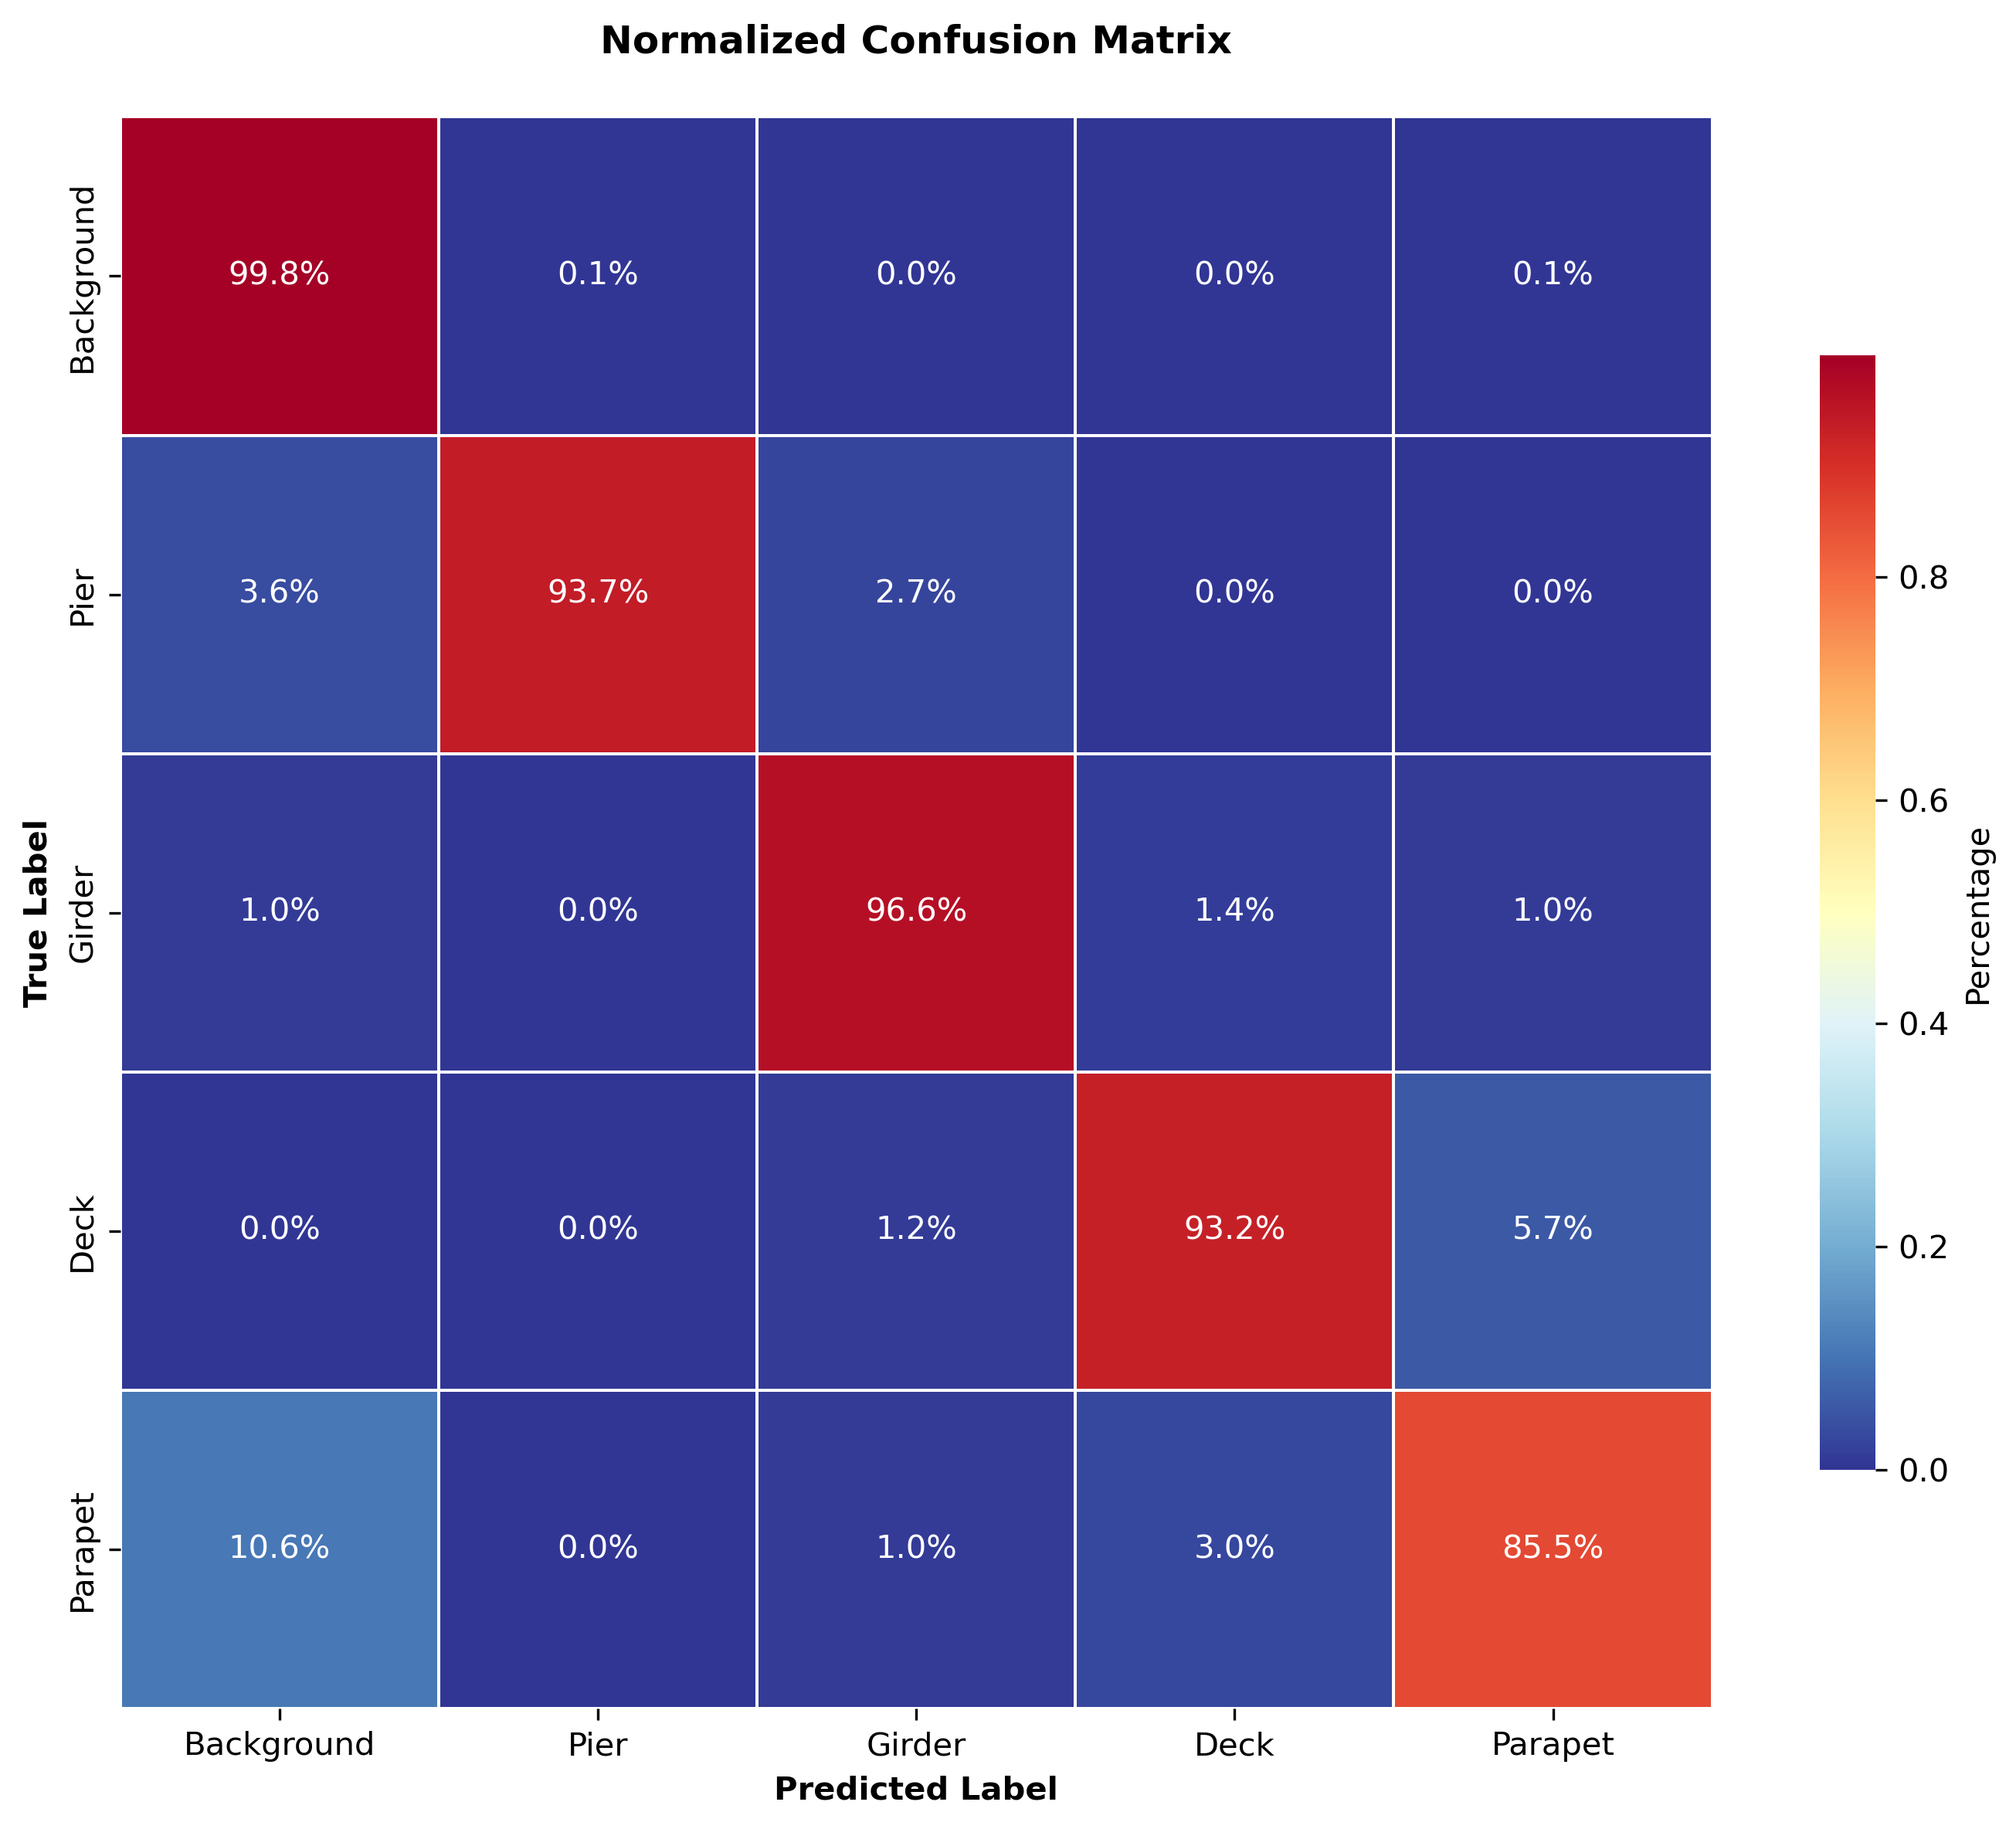 Normalized Confusion Matrix
True Label
Background
99.8% 0.1% 0.0% 0.0% 0.1%
Pier
3.6% 93.7% 2.7% 0.0% 0.0%
Girder
1.0% 0.0% 96.6% 1.4% 1.0%
Deck
0.0% 0.0% 1.2% 93.2% 5.7%
Parapet
10.6% 0.0% 1.0% 3.0% 85.5%
Background Pier Girder Deck Parapet
Predicted Label
0.8
0.6
0.4
0.2
0.0
Percentage